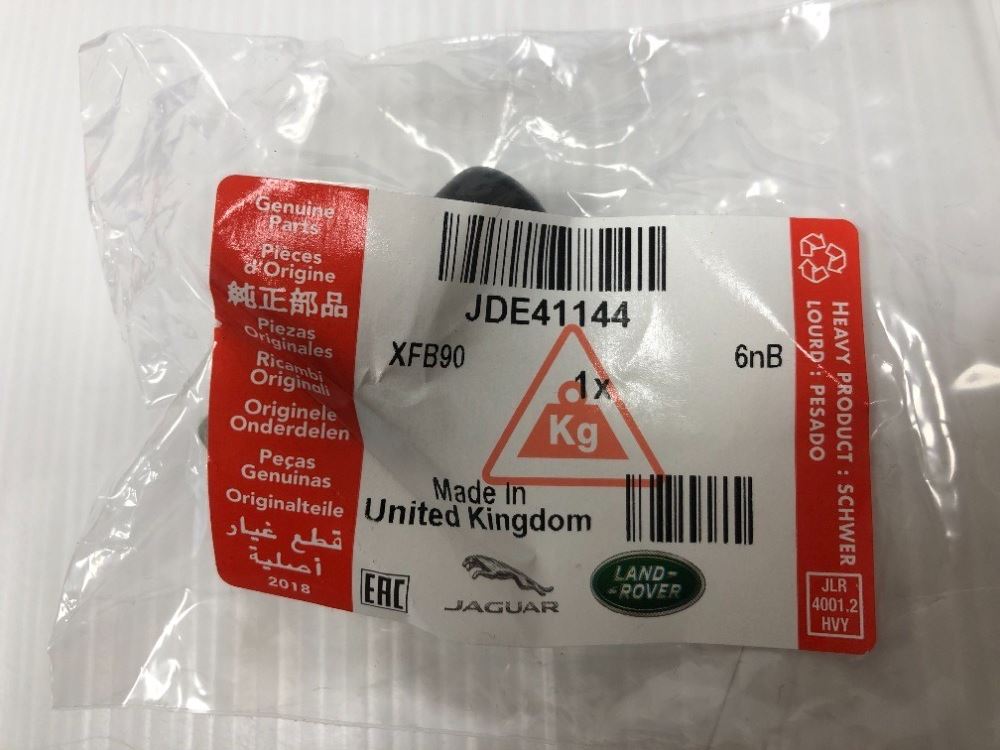 Genuine
Parts
Pièces
d'Origine
純正部品
Piezas
Originales
Ricambi
Originali
Originele
Onderdelen
Peças
Genuinas
Originalteile
قطع غيار
أصلية
2018
JDE41144
XFB90
6nB
1x
Kg
Made In
United Kingdom
EAC
JAGUAR
LAND-
-ROVER
HEAVY PRODUCT : SCHWER
LOURD : PESADO
JLR
4001.2
HVY